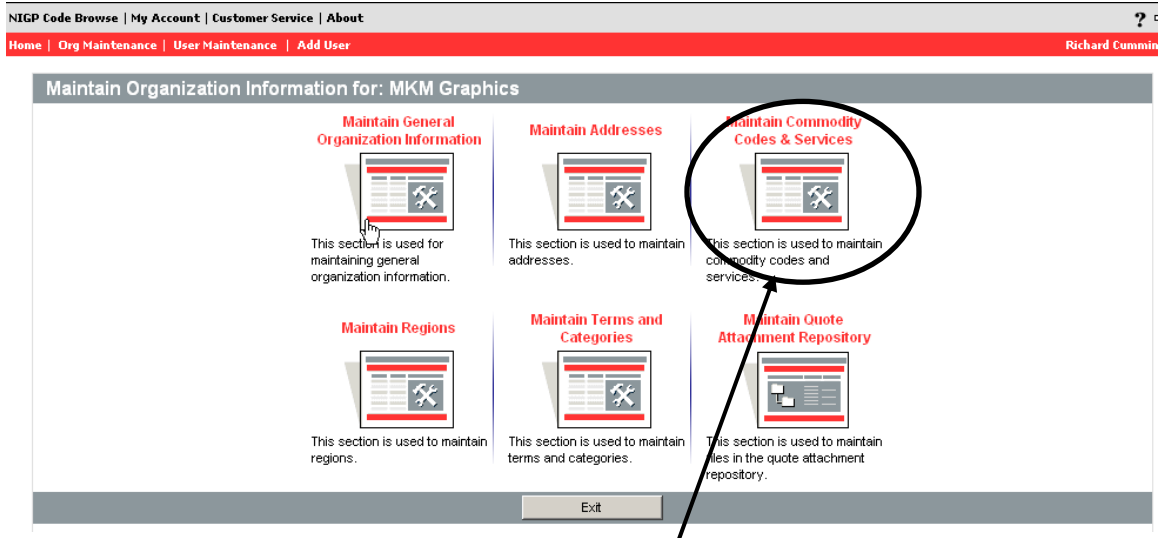 NIGP Code Browse | My Account | Customer Service | About
?
Home | Org Maintenance | User Maintenance | Add User
Richard Cummin
Maintain Organization Information for: MKM Graphics
Maintain General
Organization Information
This section is used for
maintaining general
organization information.
Maintain Addresses
This section is used to maintain
addresses.
Maintain Commodity
Codes & Services
This section is used to maintain
commodity codes and
services.
Maintain Regions
This section is used to maintain
regions.
Maintain Terms and
Categories
This section is used to maintain
terms and categories.
Maintain Quote
Attachment Repository
This section is used to maintain
files in the quote attachment
repository.
Exit